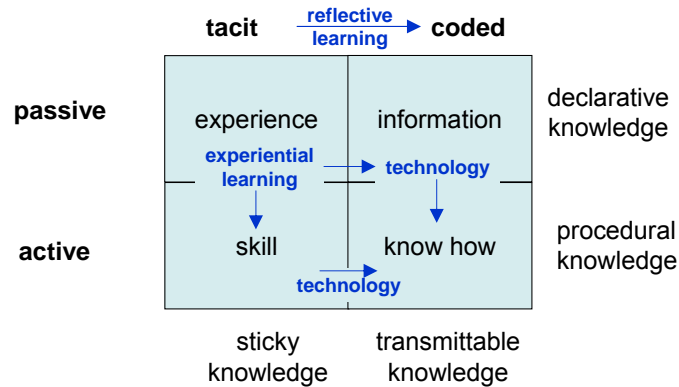 reflective
tacit
learning
coded
passive
experience
information
declarative
knowledge
experiential
learning
technology
active
skill
know how
procedural
knowledge
technology
sticky
knowledge
transmittable
knowledge